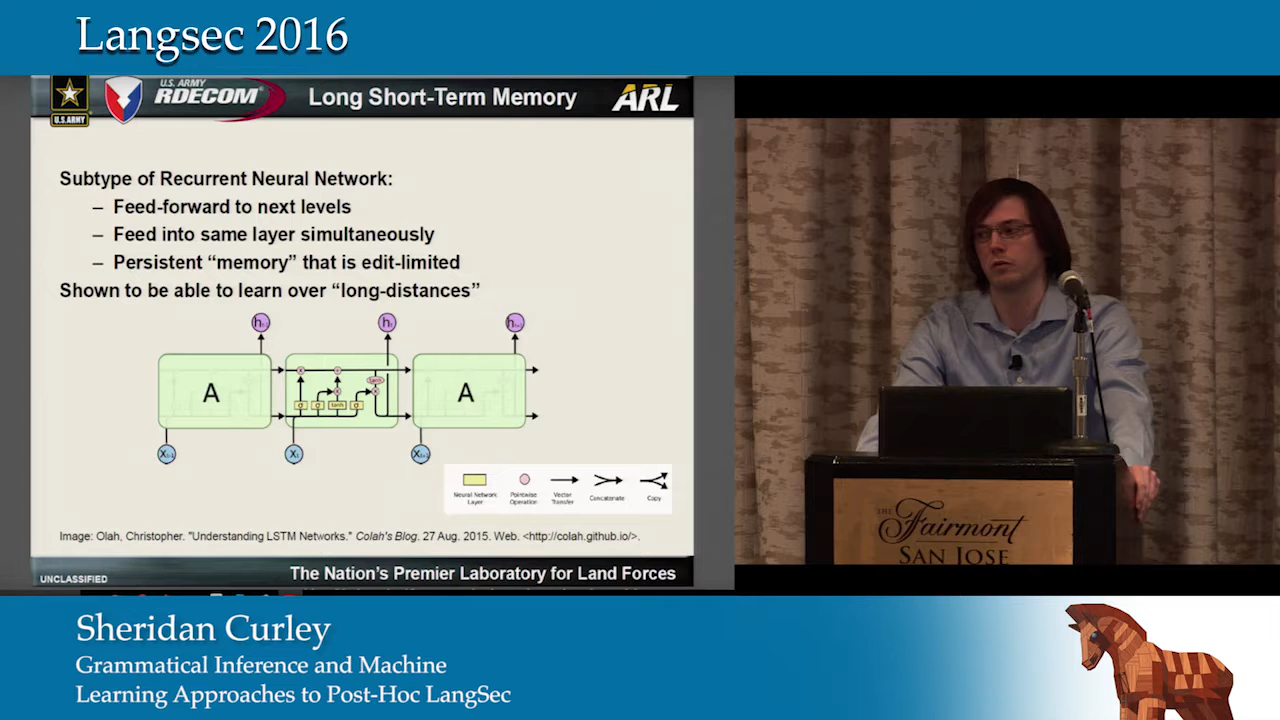 Langsec 2016
U.S. ARMY
U.S. ARMY
RDECOM
Long Short-Term Memory
ARL
Subtype of Recurrent Neural Network:
– Feed-forward to next levels
– Feed into same layer simultaneously
– Persistent “memory” that is edit-limited
Shown to be able to learn over “long-distances”
A
A
σ σ tanh σ
tanh
Neural Network Layer
Pointwise Operation
Vector Transfer
Concatenate
Copy
Image: Olah, Christopher. "Understanding LSTM Networks." Colah's Blog. 27 Aug. 2015. Web. <http://colah.github.io/>.
UNCLASSIFIED
The Nation's Premier Laboratory for Land Forces
THE
Fairmont
SAN JOSE
Sheridan Curley
Grammatical Inference and Machine
Learning Approaches to Post-Hoc LangSec